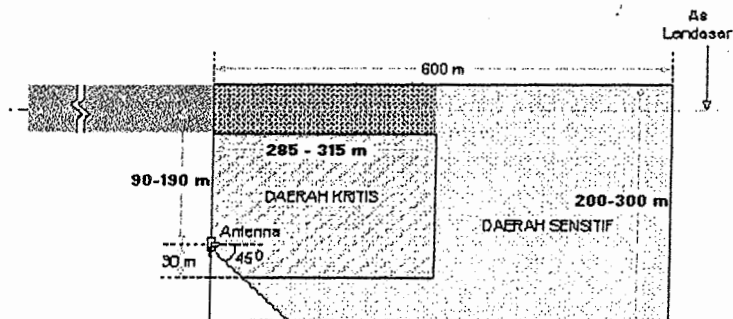 As
Landasan
600 m
285 - 315 m
90-190 m
DAERAH KRITIS
200-300 m
DAERAH SENSITIF
Antenna
45°
30 m